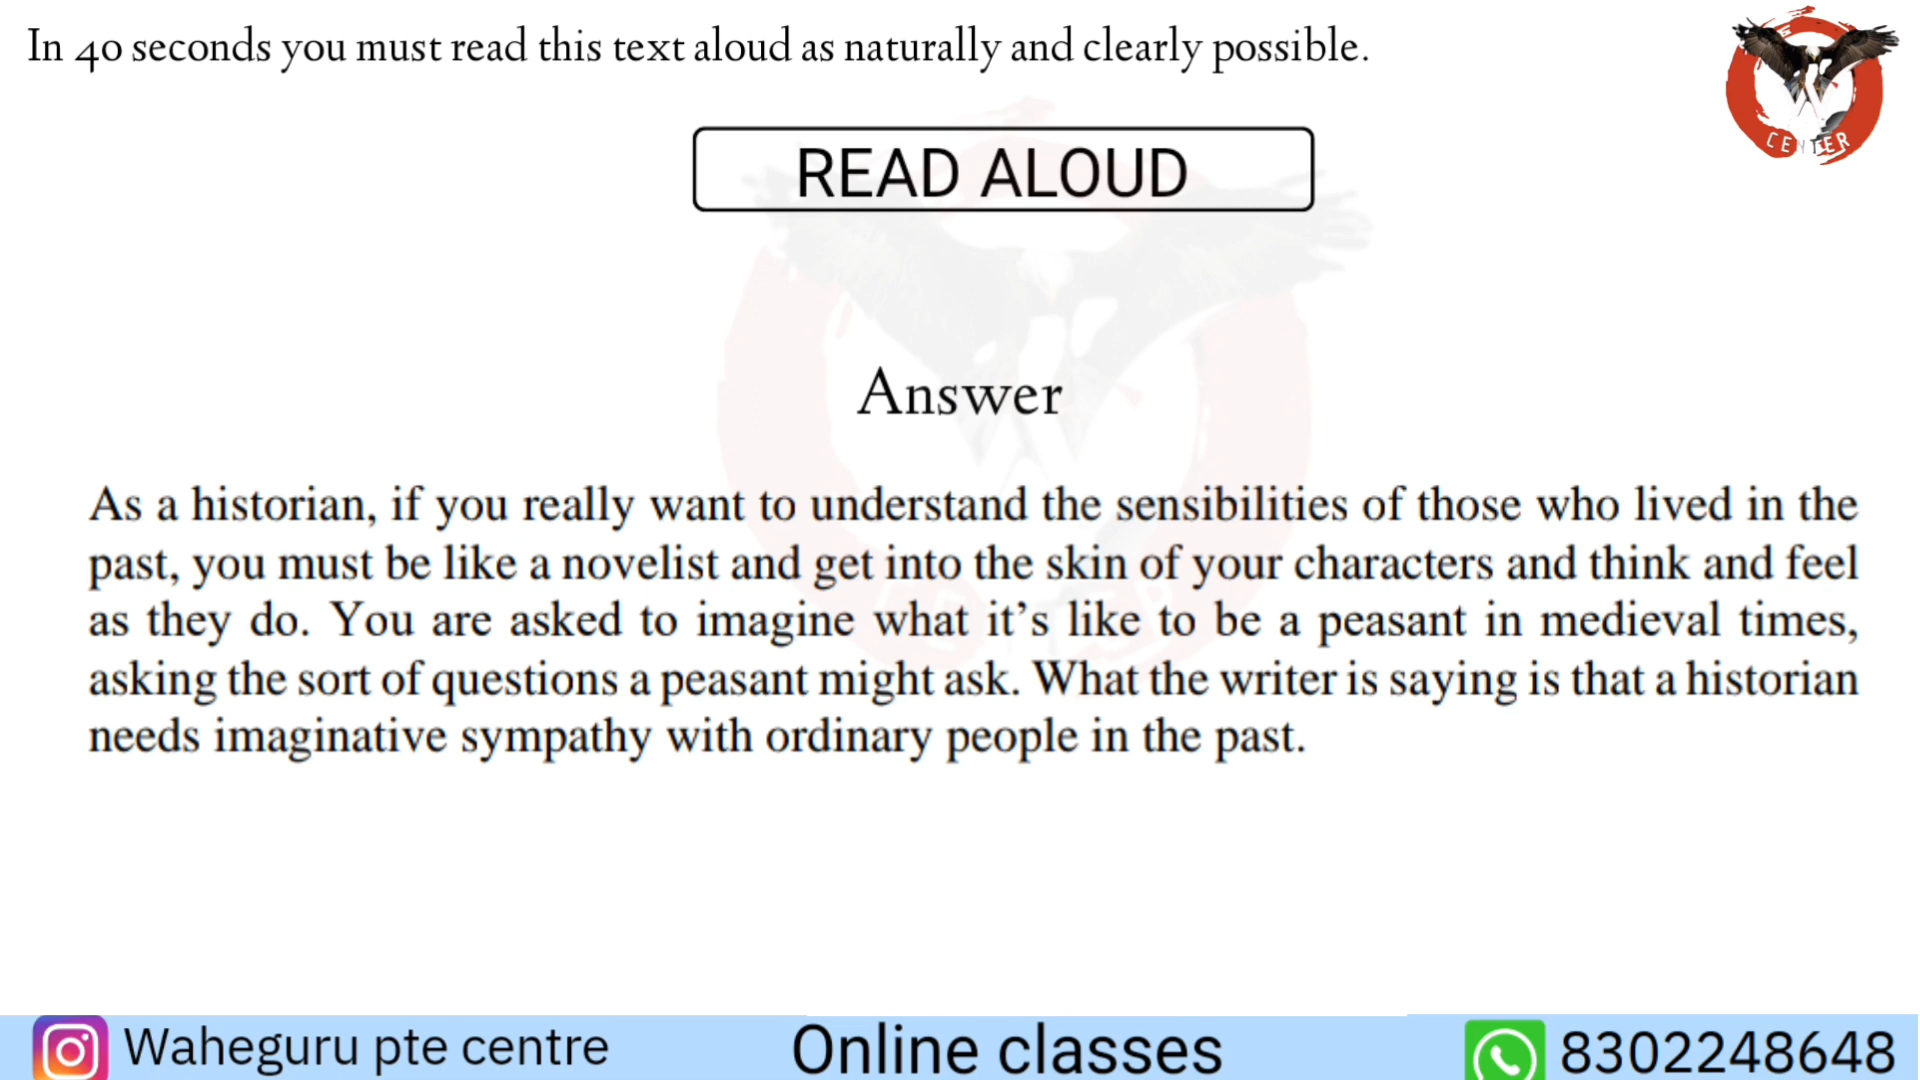 In 40 seconds you must read this text aloud as naturally and clearly possible.
CENTER
READ ALOUD
Answer
As a historian, if you really want to understand the sensibilities of those who lived in the
past, you must be like a novelist and get into the skin of your characters and think and feel
as they do. You are asked to imagine what it’s like to be a peasant in medieval times,
asking the sort of questions a peasant might ask. What the writer is saying is that a historian
needs imaginative sympathy with ordinary people in the past.
Waheguru pte centre
Online classes
8302248648